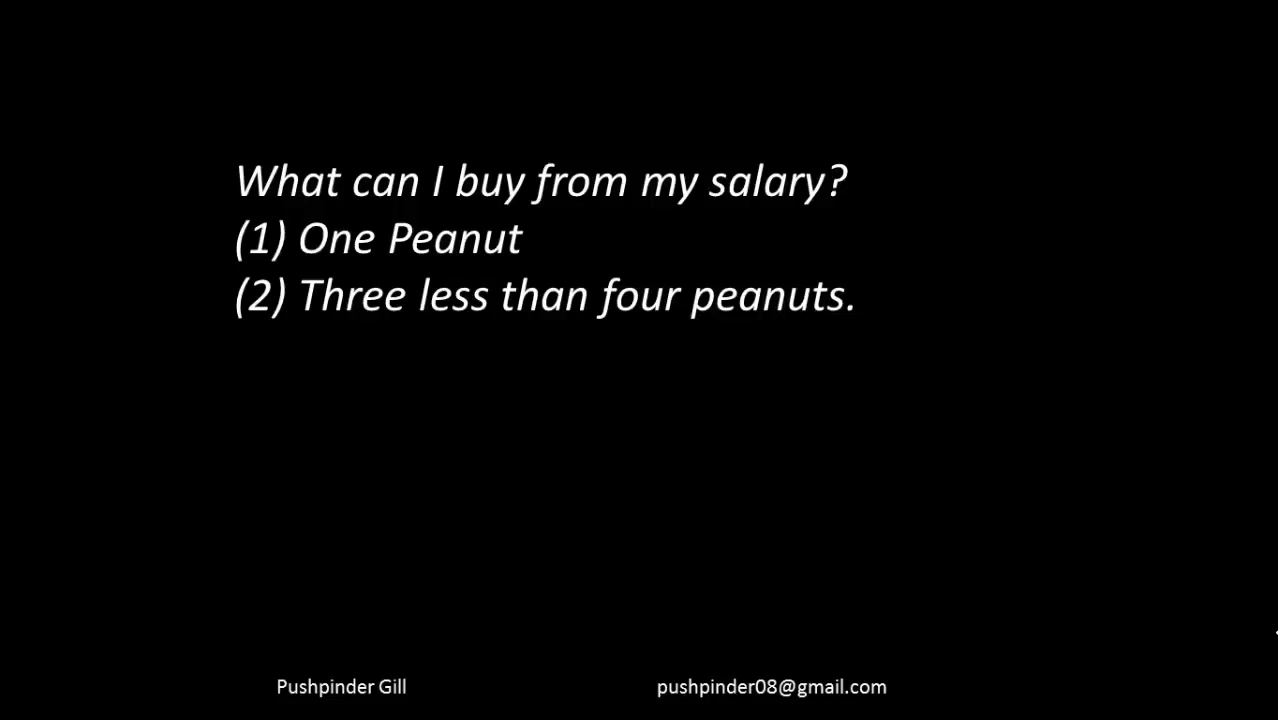 What can I buy from my salary?
(1) One Peanut
(2) Three less than four peanuts.
Pushpinder Gill
pushpinder08@gmail.com